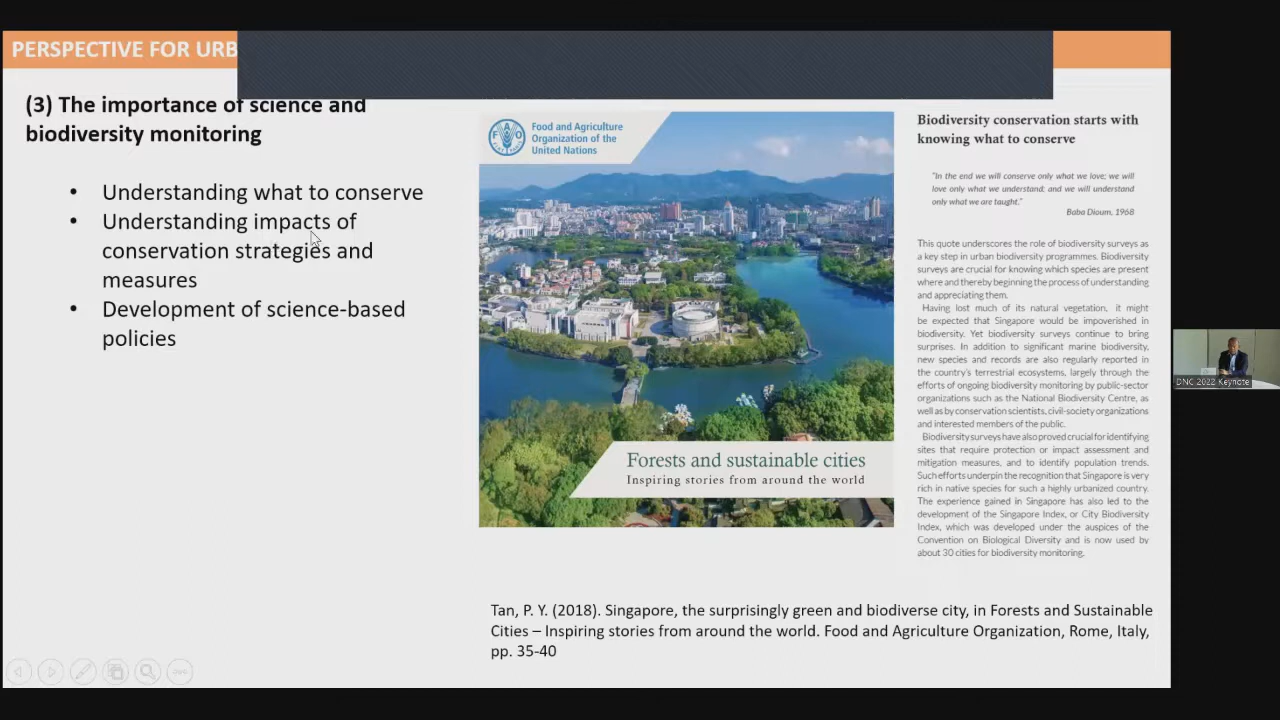 PERSPECTIVE FOR URB
(3) The importance of science and
biodiversity monitoring
• Understanding what to conserve
• Understanding impacts of
conservation strategies and
measures
• Development of science-based
policies
FAO
FIAT PANIS
Food and Agriculture
Organization of the
United Nations
Forests and sustainable cities
Inspiring stories from around the world
Biodiversity conservation starts with
knowing what to conserve
"In the end we will conserve only what we love; we will
love only what we understand; and we will understand
only what we are taught."
Baba Dioum, 1968
This quote underscores the role of biodiversity surveys as
a key step in urban biodiversity programmes. Biodiversity
surveys are crucial for knowing which species are present
where and thereby beginning the process of understanding
and appreciating them.
Having lost much of its natural vegetation, it might
be expected that Singapore would be impoverished in
biodiversity. Yet biodiversity surveys continue to bring
surprises. In addition to significant marine biodiversity,
new species and records are also regularly reported in
the country's terrestrial ecosystems, largely through the
efforts of ongoing biodiversity monitoring by public-sector
organizations such as the National Biodiversity Centre, as
well as by conservation scientists, civil-society organizations
and interested members of the public.
Biodiversity surveys have also proved crucial for identifying
sites that require protection or impact assessment and
mitigation measures, and to identify population trends.
Such efforts underpin the recognition that Singapore is very
rich in native species for such a highly urbanized country.
The experience gained in Singapore has also led to the
development of the Singapore Index, or City Biodiversity
Index, which was developed under the auspices of the
Convention on Biological Diversity and is now used by
about 30 cities for biodiversity monitoring.
Tan, P. Y. (2018). Singapore, the surprisingly green and biodiverse city, in Forests and Sustainable
Cities – Inspiring stories from around the world. Food and Agriculture Organization, Rome, Italy,
pp. 35-40
DNC 2022 Keynote